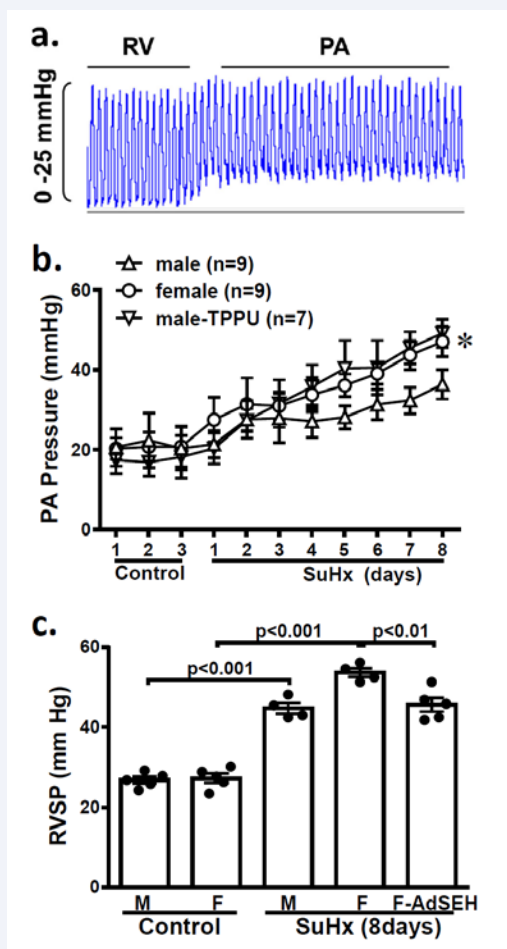 a.
RV PA
0 -25 mmHg
b.
PA Pressure (mmHg)
60
40
20
0
male (n=9)
female (n=9)
male-TPPU (n=7)
*
1 2 3 1 2 3 4 5 6 7 8
Control SuHx (days)
c.
RVSP (mm Hg)
60
40
20
0
p<0.001 p<0.01
p<0.001
M F M F F-AdSEH
Control SuHx (8days)